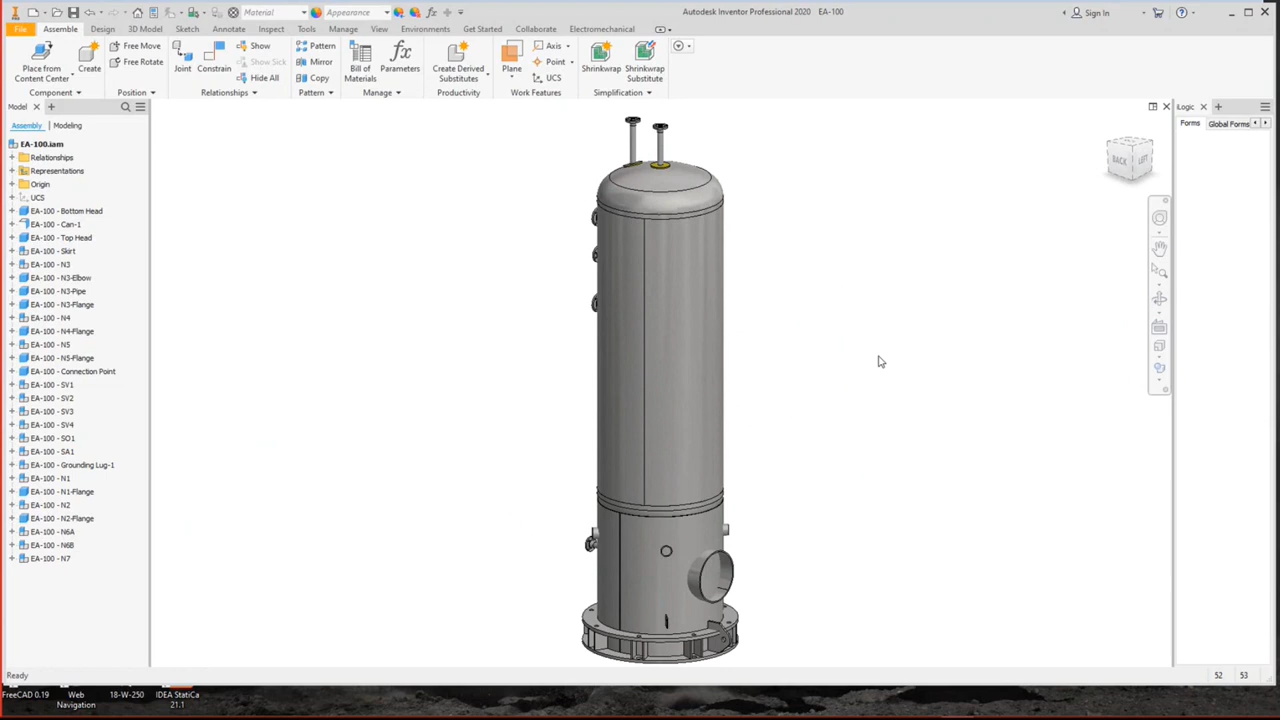 Material
Appearance
Autodesk Inventor Professional 2020 EA-100
Sign In
File Assemble Design 3D Model Sketch Annotate Inspect Tools Manage View Environments Get Started Collaborate Electromechanical
Place from
Content Center
Create
Free Move
Free Rotate
Joint
Constrain
Show
Show Sick
Hide All
Pattern
Mirror
Copy
Bill of
Materials
Parameters
Create Derived
Substitutes
Plane
Axis
Point
UCS
Shrinkwrap
Shrinkwrap
Substitute
Component Position Relationships Pattern Manage Productivity Work Features Simplification
Model
Assembly Modeling
EA-100.iam
Relationships
Representations
Origin
UCS
EA-100 - Bottom Head
EA-100 - Can-1
EA-100 - Top Head
EA-100 - Skirt
EA-100 - N3
EA-100 - N3-Elbow
EA-100 - N3-Pipe
EA-100 - N3-Flange
EA-100 - N4
EA-100 - N4-Flange
EA-100 - N5
EA-100 - N5-Flange
EA-100 - Connection Point
EA-100 - SV1
EA-100 - SV2
EA-100 - SV3
EA-100 - SV4
EA-100 - SO1
EA-100 - SA1
EA-100 - Grounding Lug-1
EA-100 - N1
EA-100 - N1-Flange
EA-100 - N2
EA-100 - N2-Flange
EA-100 - N6A
EA-100 - N6B
EA-100 - N7
BACK LEFT
iLogic
Forms Global Forms
Ready
52 53
FreeCAD 0.19
Web
Navigation
18-W-250
IDEA StatiCa
21.1